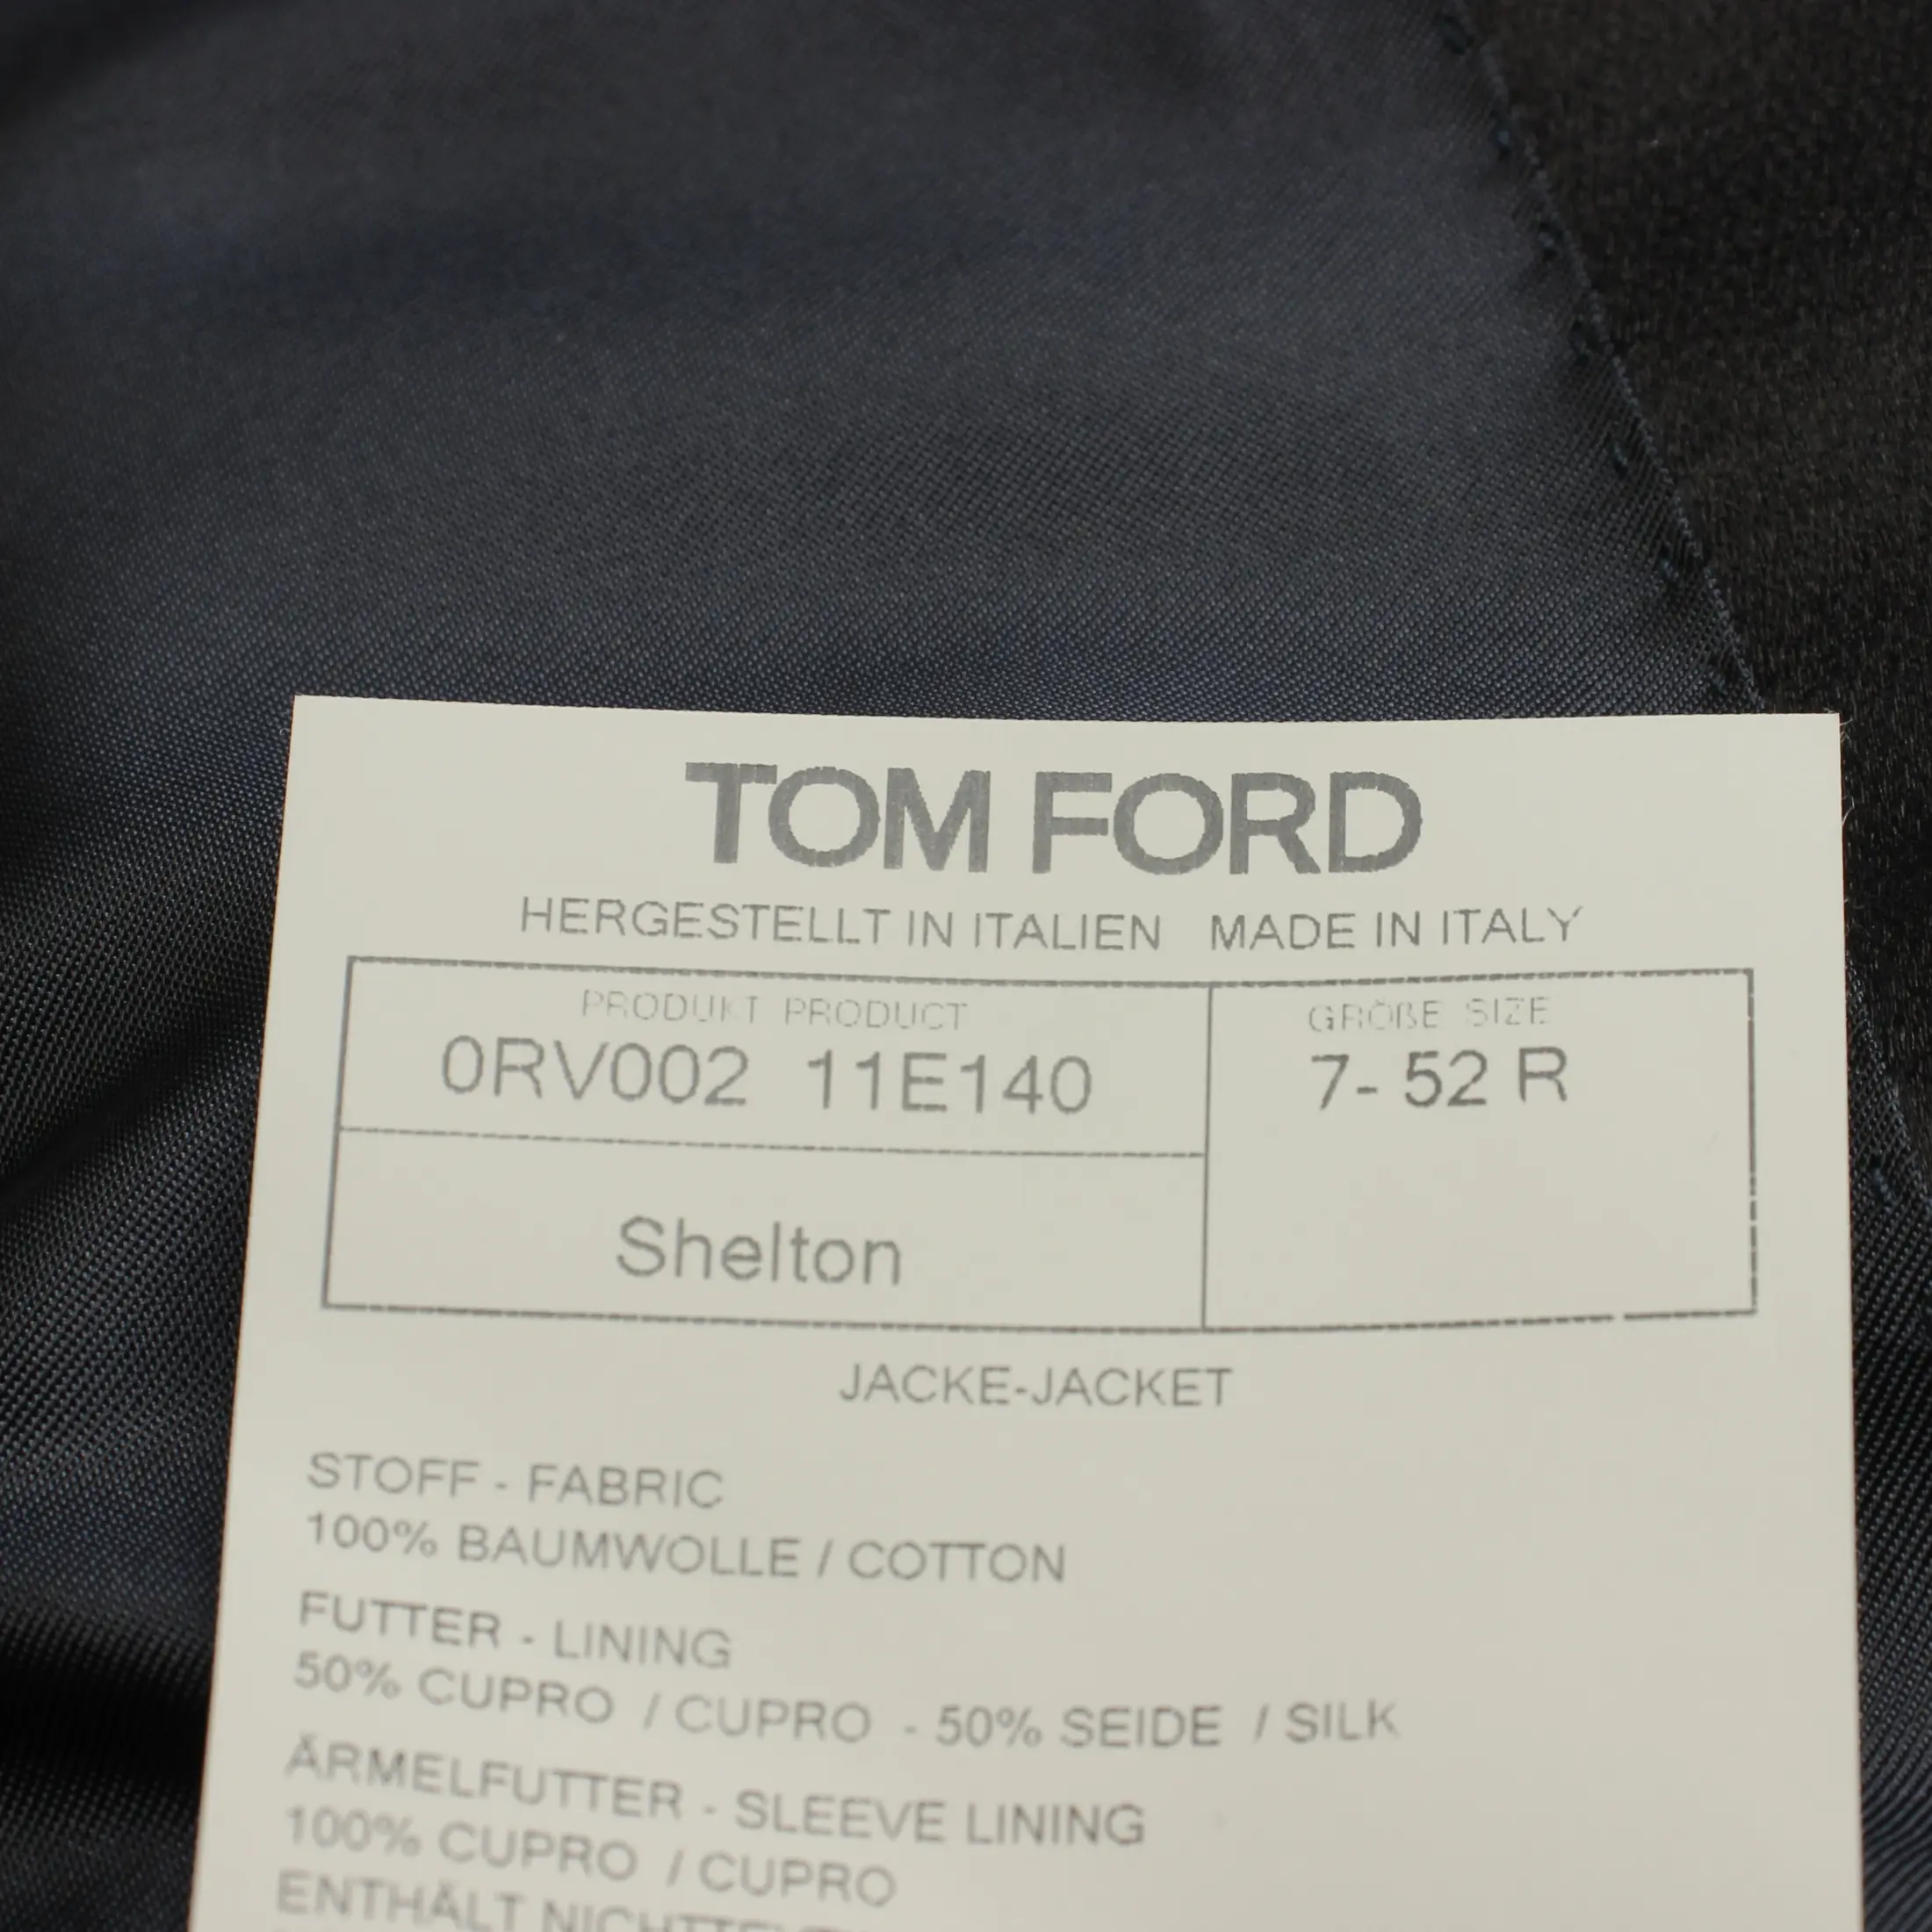 TOM FORD
HERGESTELLT IN ITALIEN MADE IN ITALY
PRODUKT PRODUCT
0RV002 11E140
GRÖßE SIZE
7- 52 R
Shelton
JACKE-JACKET
STOFF - FABRIC
100% BAUMWOLLE / COTTON
FUTTER - LINING
50% CUPRO / CUPRO - 50% SEIDE / SILK
ÄRMELFUTTER - SLEEVE LINING
100% CUPRO / CUPRO
ENTHÄLT